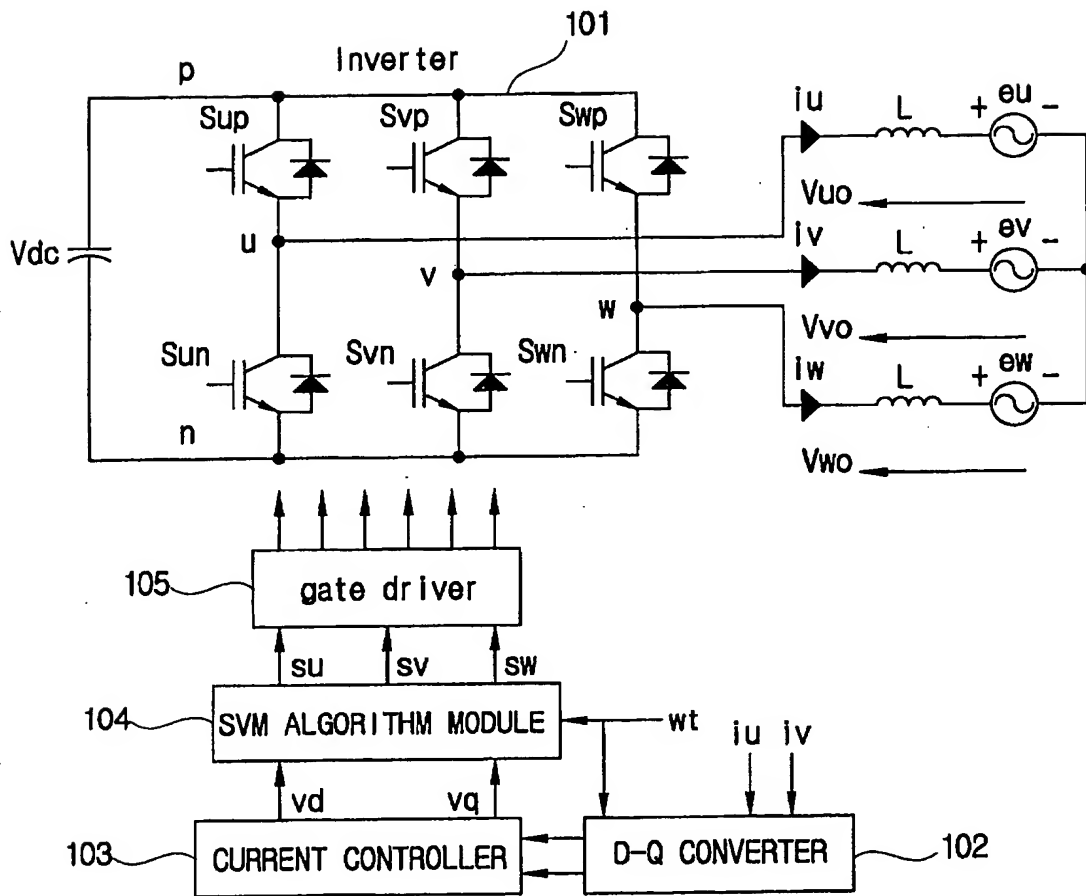 101
Inverter
p
Sup
Svp
Swp
iu
L
+ eu -
Vuo
Vdc
u
iv
L
+ ev -
v
w
Vvo
Sun
Svn
Swn
iw
L
+ ew -
n
Vwo
105
gate driver
su
sv
sw
104
SVM ALGORITHM MODULE
wt
iu
iv
vd
vq
103
CURRENT CONTROLLER
D-Q CONVERTER
102